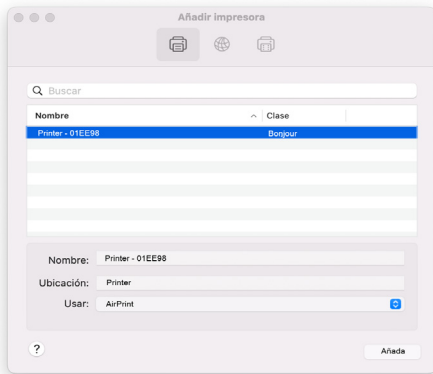 Añadir impresora
Buscar
Nombre Clase
Printer - 01EE98 Bonjour
Nombre: Printer - 01EE98
Ubicación: Printer
Usar: AirPrint
? Añada